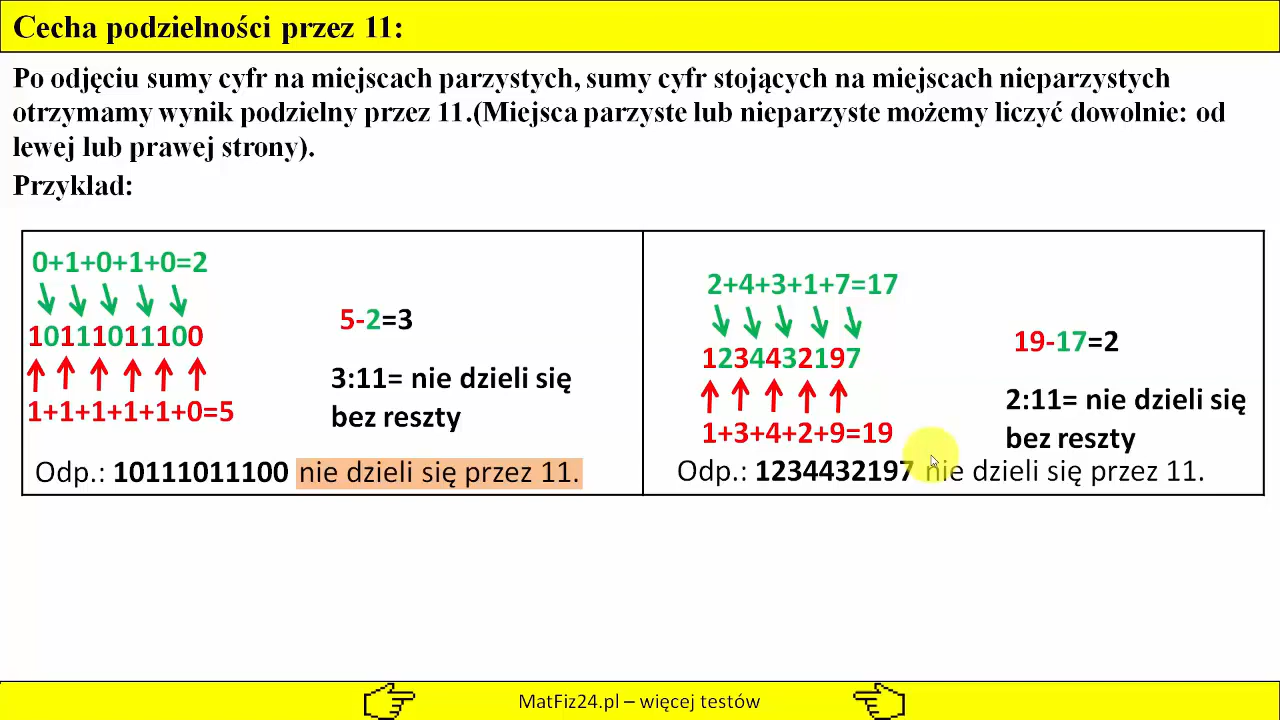 Cecha podzielności przez 11:
Po odjęciu sumy cyfr na miejscach parzystych, sumy cyfr stojących na miejscach nieparzystych
otrzymamy wynik podzielny przez 11.(Miejsca parzyste lub nieparzyste możemy liczyć dowolnie: od
lewej lub prawej strony).
Przykład:
0+1+0+1+0=2
10111011100
1+1+1+1+1+0=5
5-2=3
3:11= nie dzieli się
bez reszty
Odp.: 10111011100 nie dzieli się przez 11.
2+4+3+1+7=17
1234432197
1+3+4+2+9=19
19-17=2
2:11= nie dzieli się
bez reszty
Odp.: 1234432197 nie dzieli się przez 11.
MatFiz24.pl – więcej testów